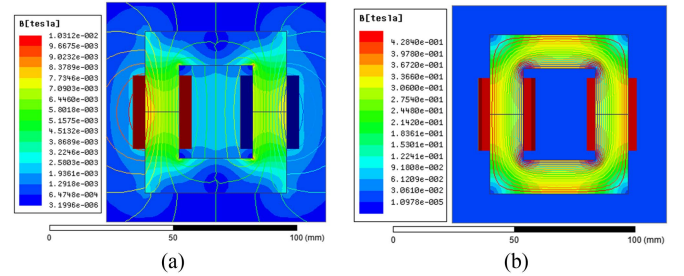 B[tesla]
1.0312e-002
9.6675e-003
9.0232e-003
8.3789e-003
7.7346e-003
7.0903e-003
6.4460e-003
5.8018e-003
5.1575e-003
4.5132e-003
3.8689e-003
3.2246e-003
2.5803e-003
1.9361e-003
1.2918e-003
6.4748e-004
3.1996e-006
0
50
100 (mm)
(a)
B[tesla]
4.2840e-001
3.9780e-001
3.6720e-001
3.3660e-001
3.0600e-001
2.7540e-001
2.4480e-001
2.1420e-001
1.8361e-001
1.5301e-001
1.2241e-001
9.1808e-002
6.1209e-002
3.0610e-002
1.0978e-005
0
50
100 (mm)
(b)